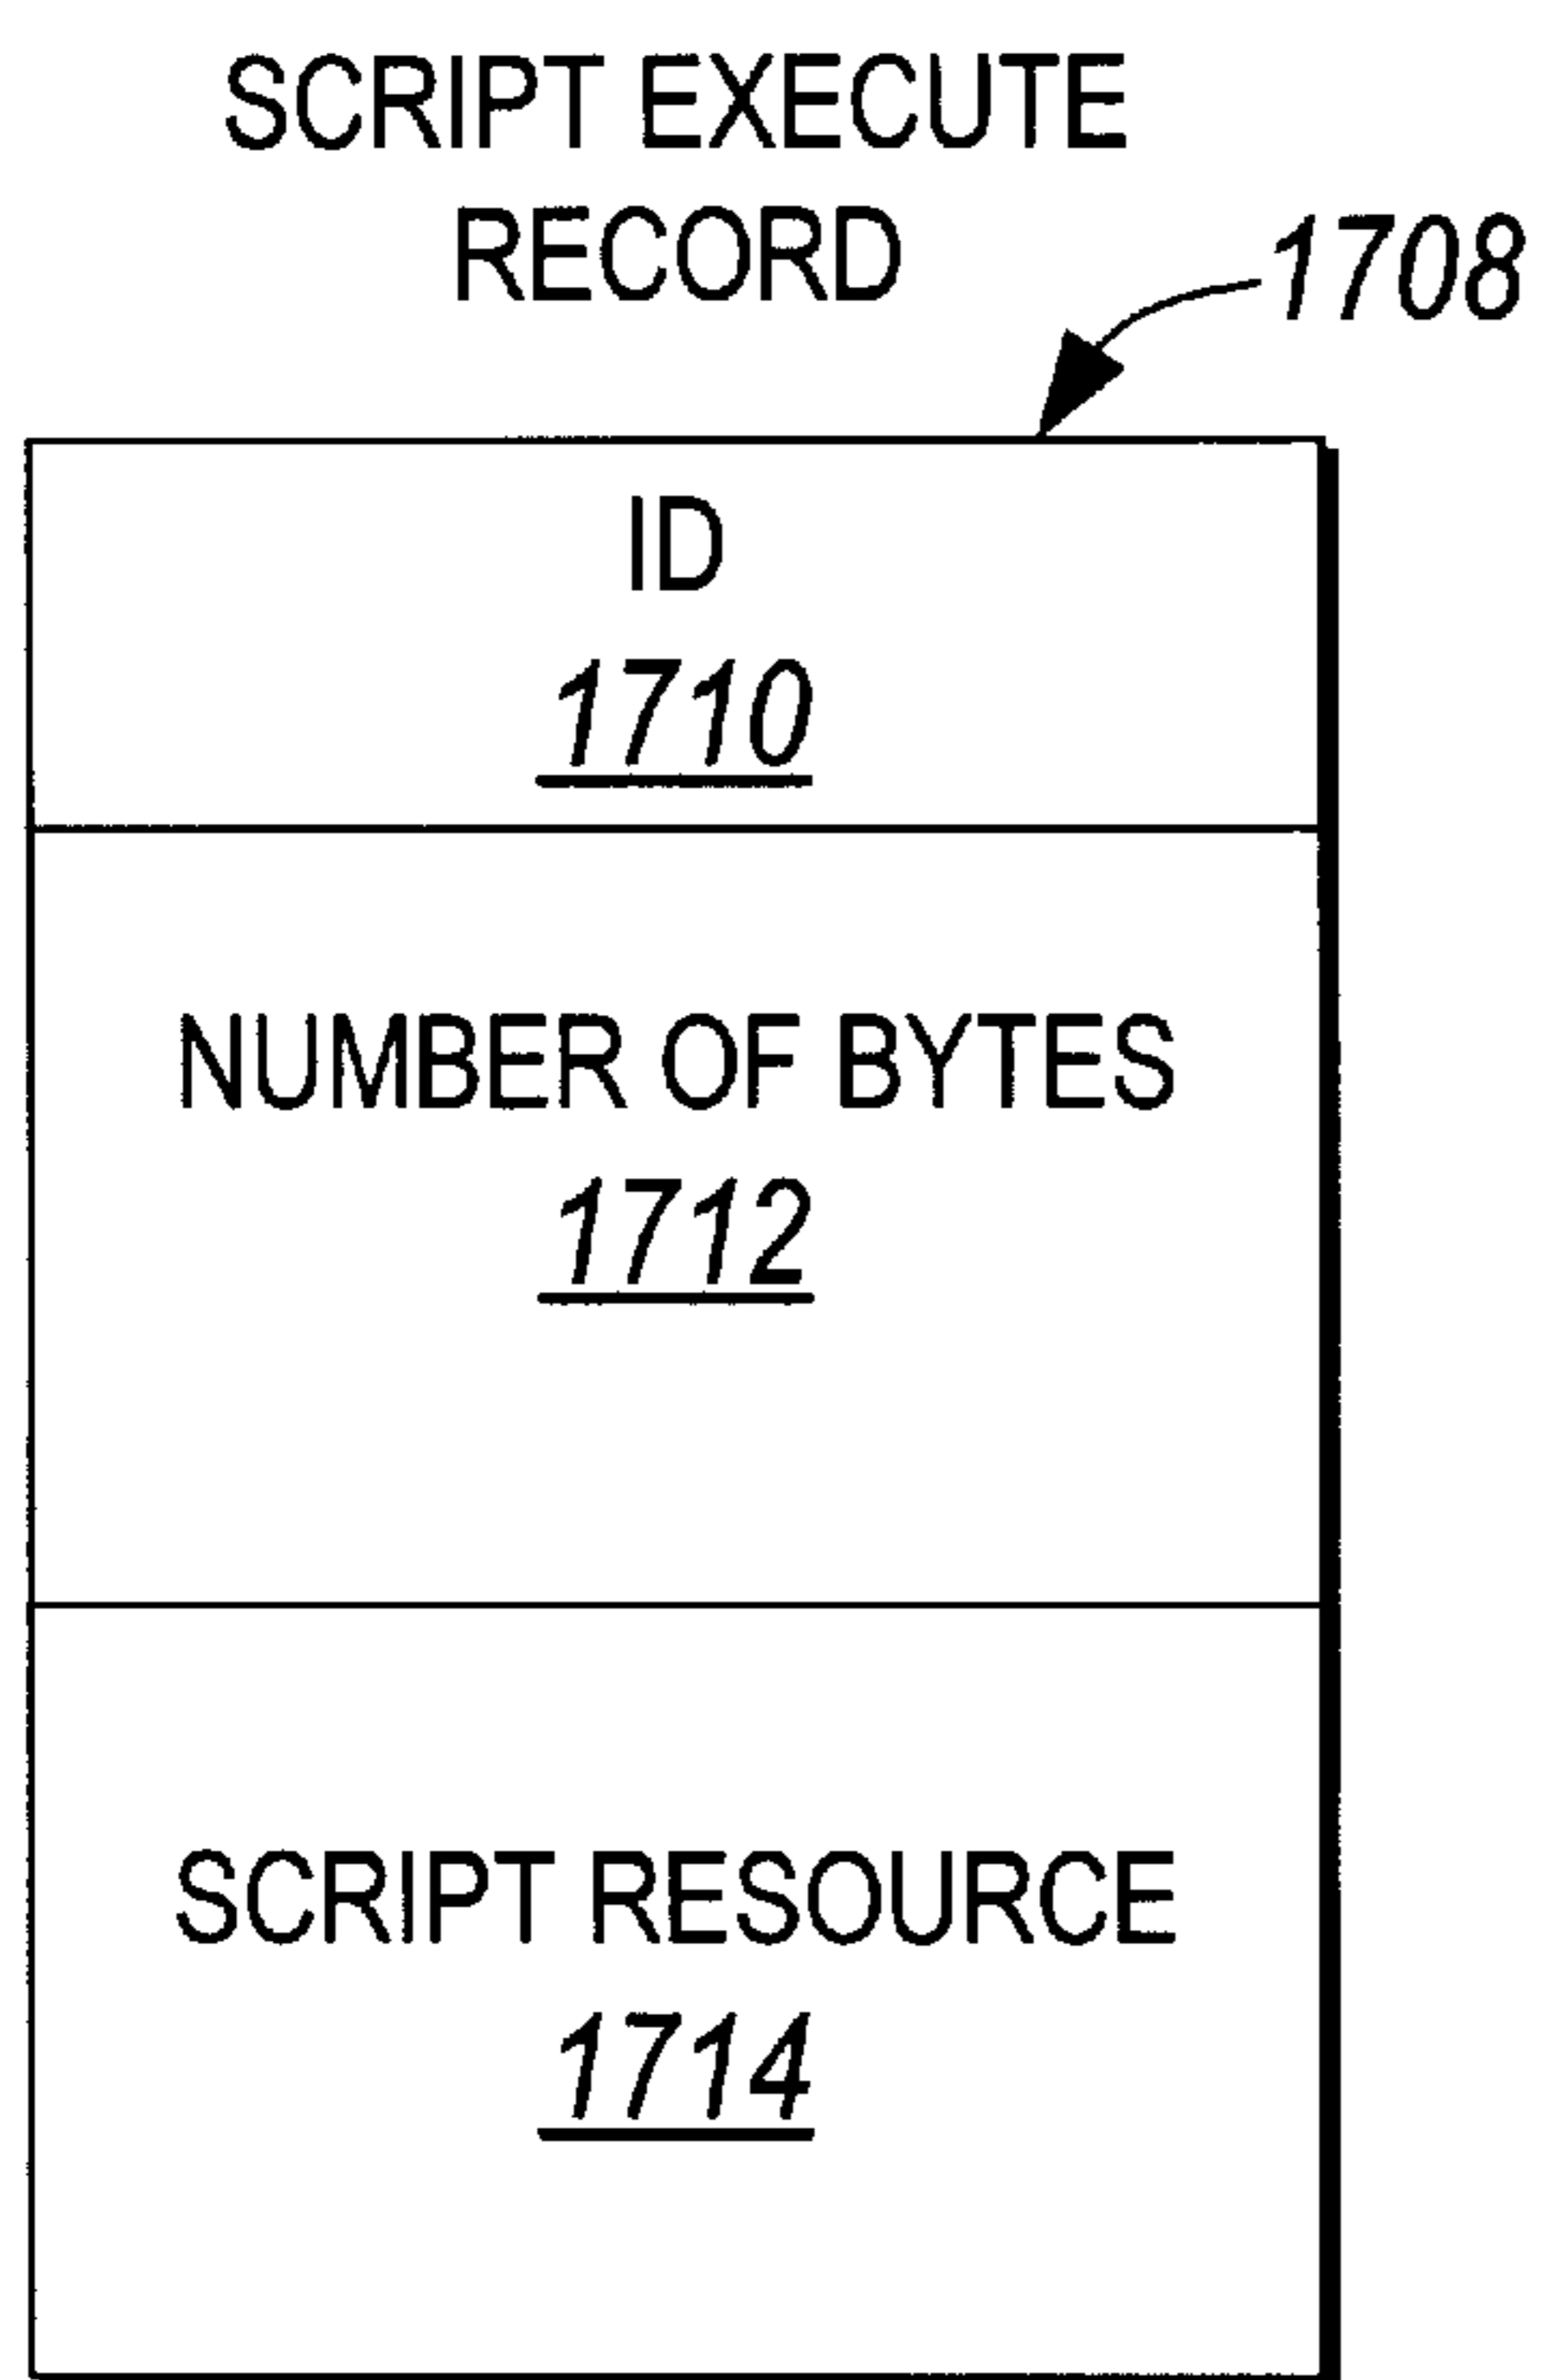 SCRIPT EXECUTE
RECORD
1708
ID
1710
NUMBER OF BYTES
1712
SCRIPT RESOURCE
1714